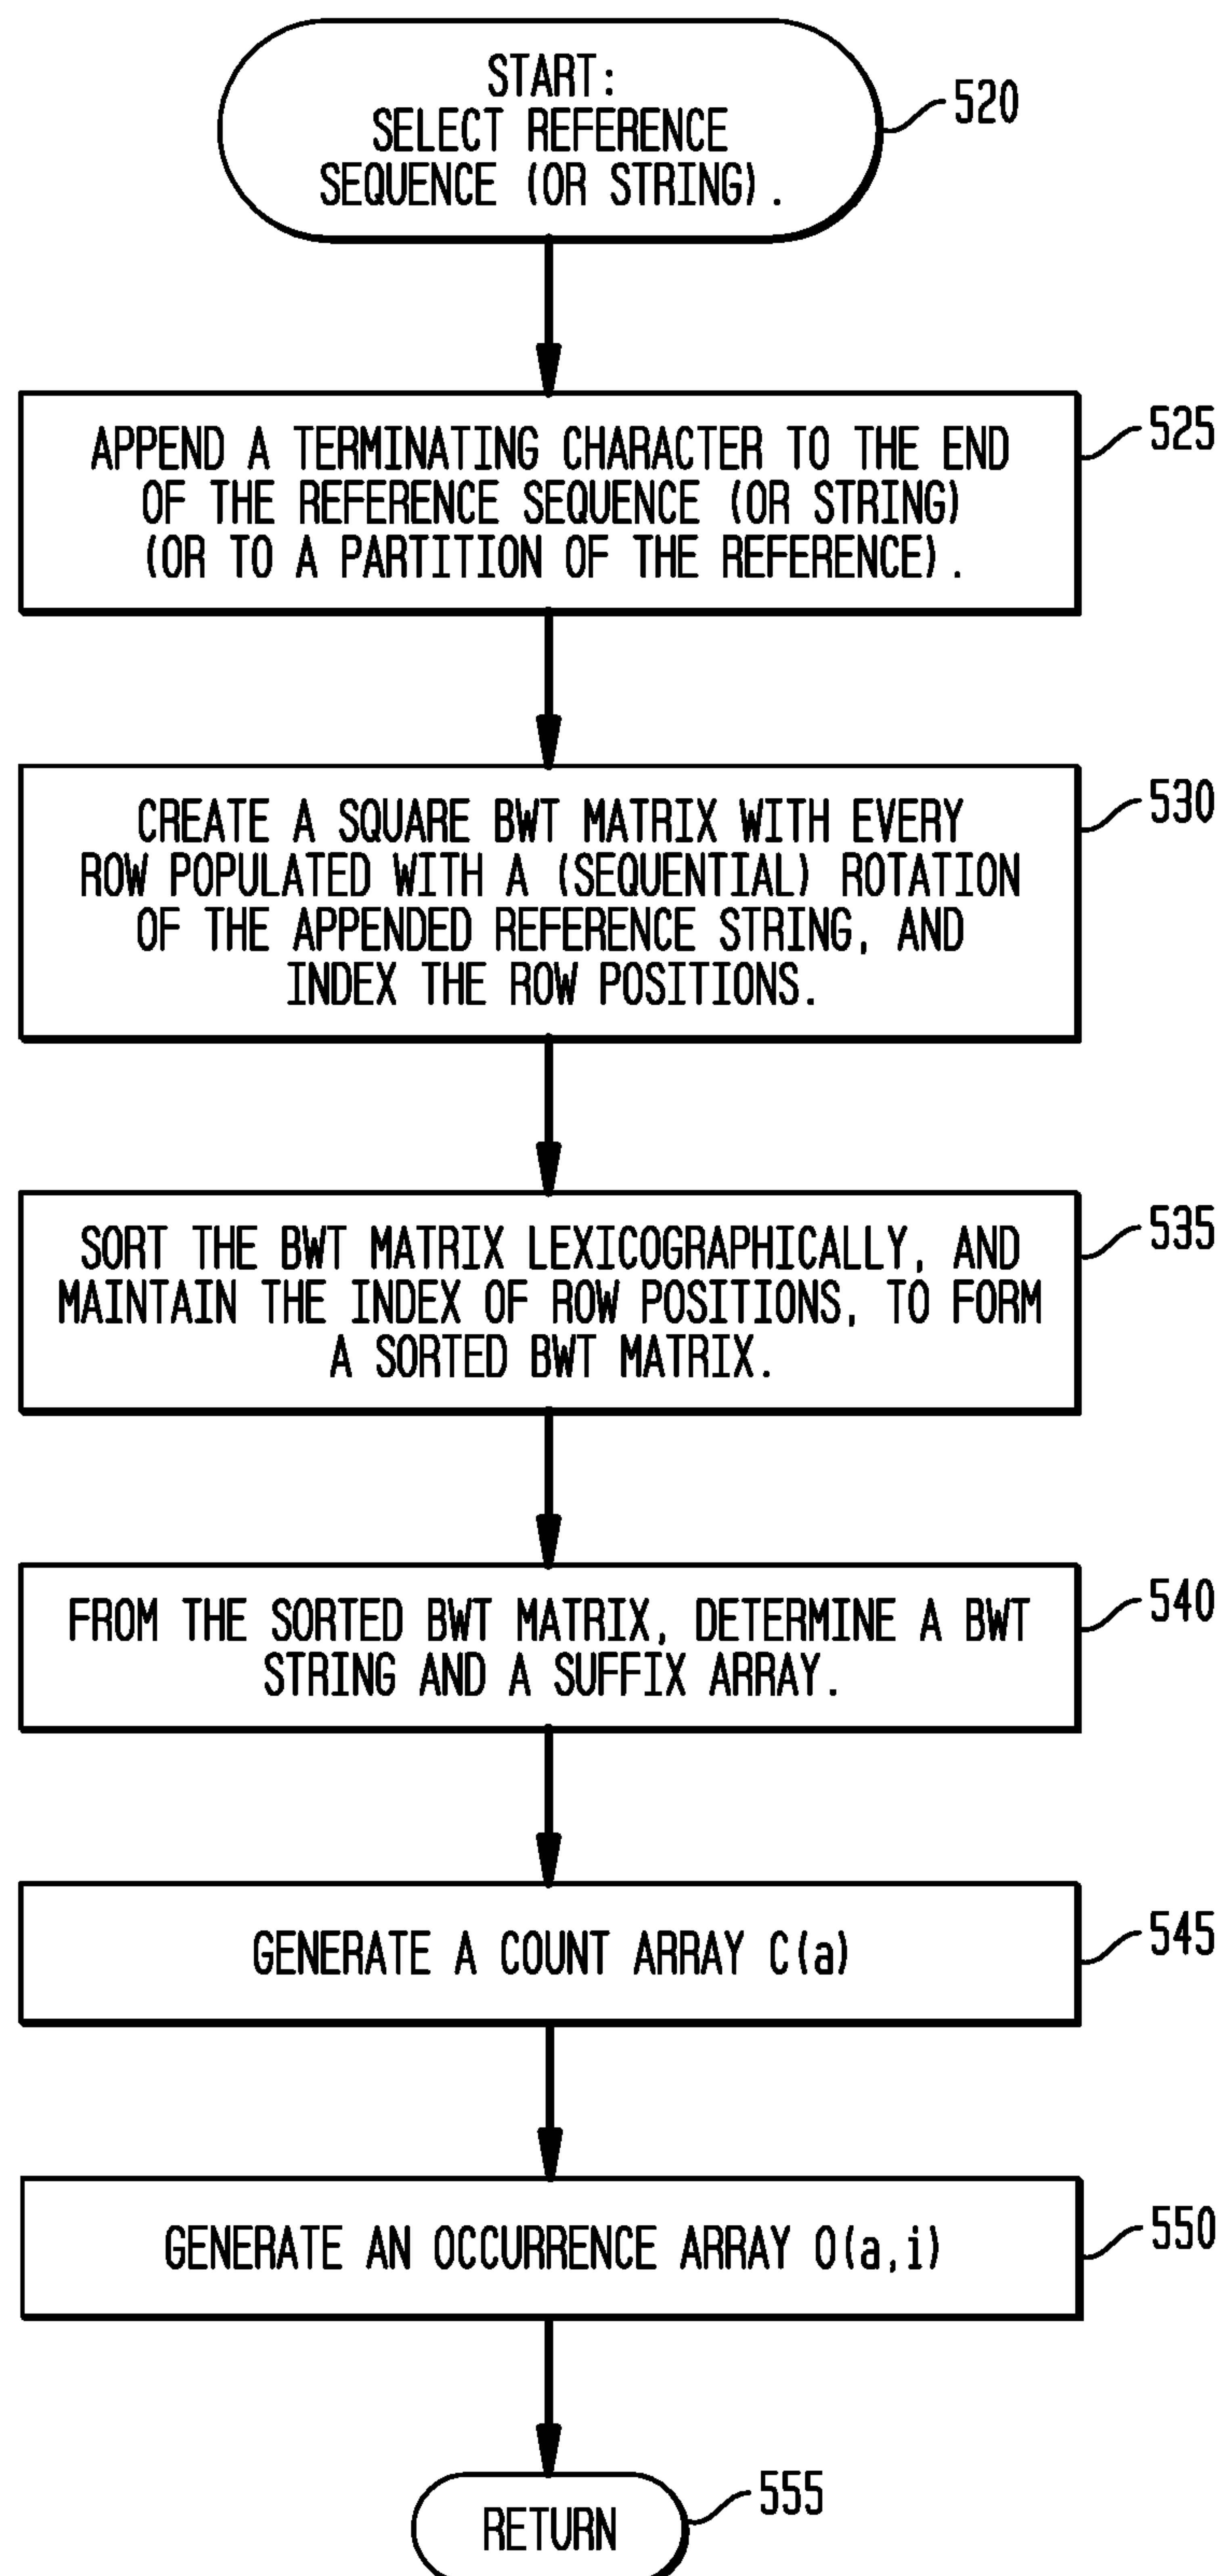 START:
SELECT REFERENCE
SEQUENCE (OR STRING).
520
APPEND A TERMINATING CHARACTER TO THE END
OF THE REFERENCE SEQUENCE (OR STRING)
(OR TO A PARTITION OF THE REFERENCE).
525
CREATE A SQUARE BWT MATRIX WITH EVERY
ROW POPULATED WITH A (SEQUENTIAL) ROTATION
OF THE APPENDED REFERENCE STRING, AND
INDEX THE ROW POSITIONS.
530
SORT THE BWT MATRIX LEXICOGRAPHICALLY, AND
MAINTAIN THE INDEX OF ROW POSITIONS, TO FORM
A SORTED BWT MATRIX.
535
FROM THE SORTED BWT MATRIX, DETERMINE A BWT
STRING AND A SUFFIX ARRAY.
540
GENERATE A COUNT ARRAY C(a)
545
GENERATE AN OCCURRENCE ARRAY O(a,i)
550
RETURN
555